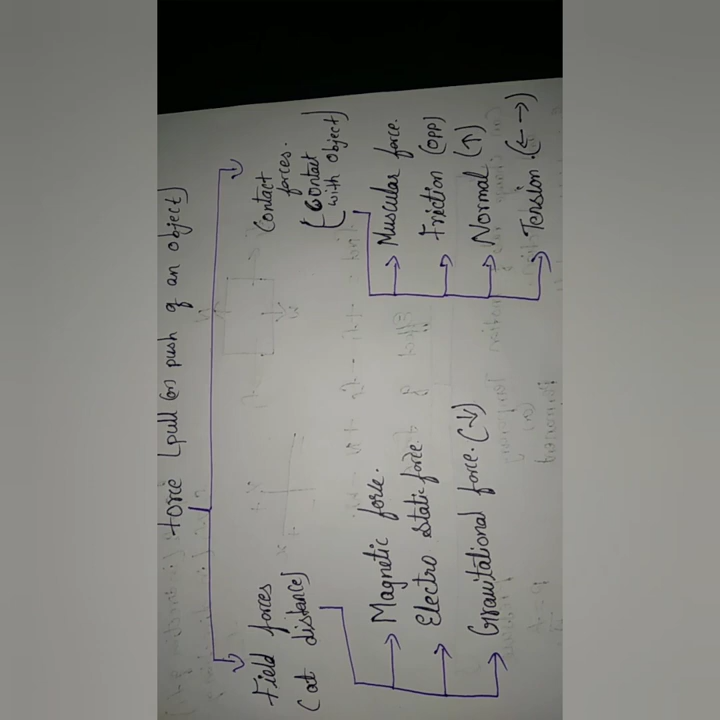 force [pull (or) push of an object]
Field forces
(at distance]
Magnetic force.
Electro Static force.
Gravitational force. (↓)
Contact
forces.
[Contact
with object]
Muscular force.
Friction (opp)
Normal (↑)
Tension. (← →)